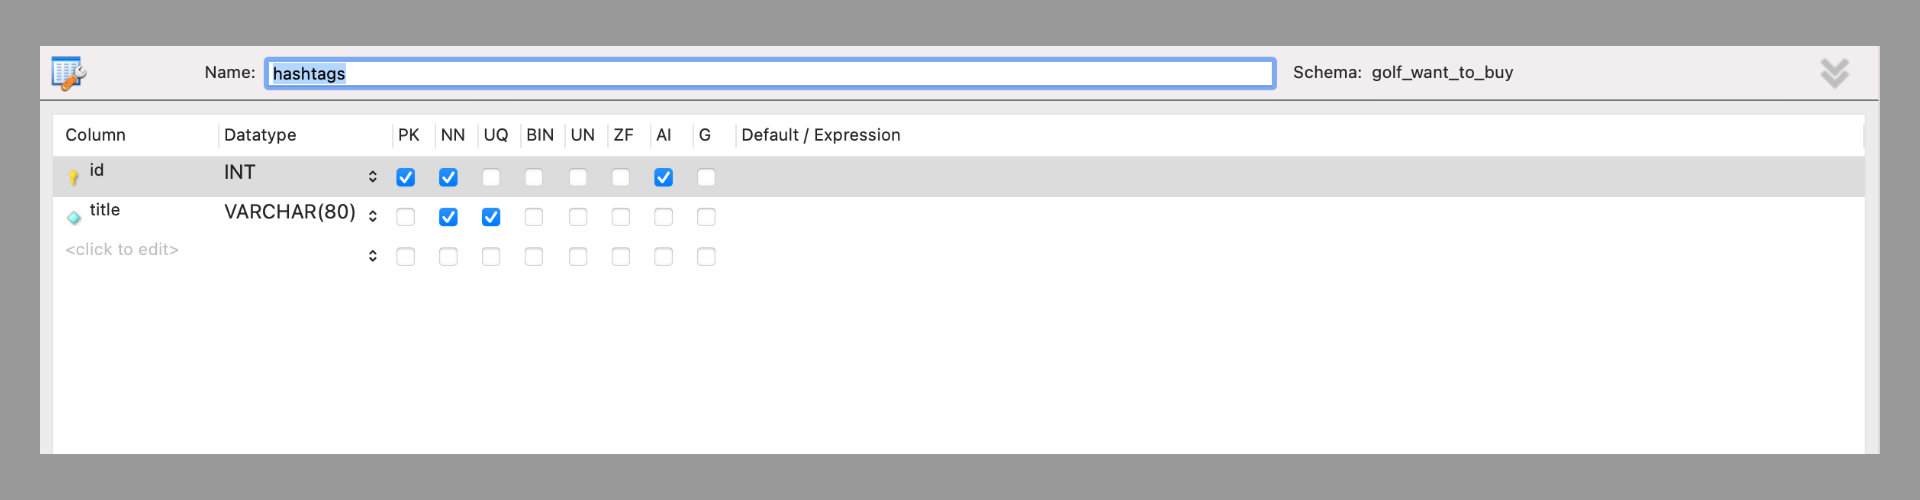 Name: hashtags Schema: golf_want_to_buy
Column Datatype PK NN UQ BIN UN ZF AI G Default / Expression
id INT
title VARCHAR(80)
<click to edit>